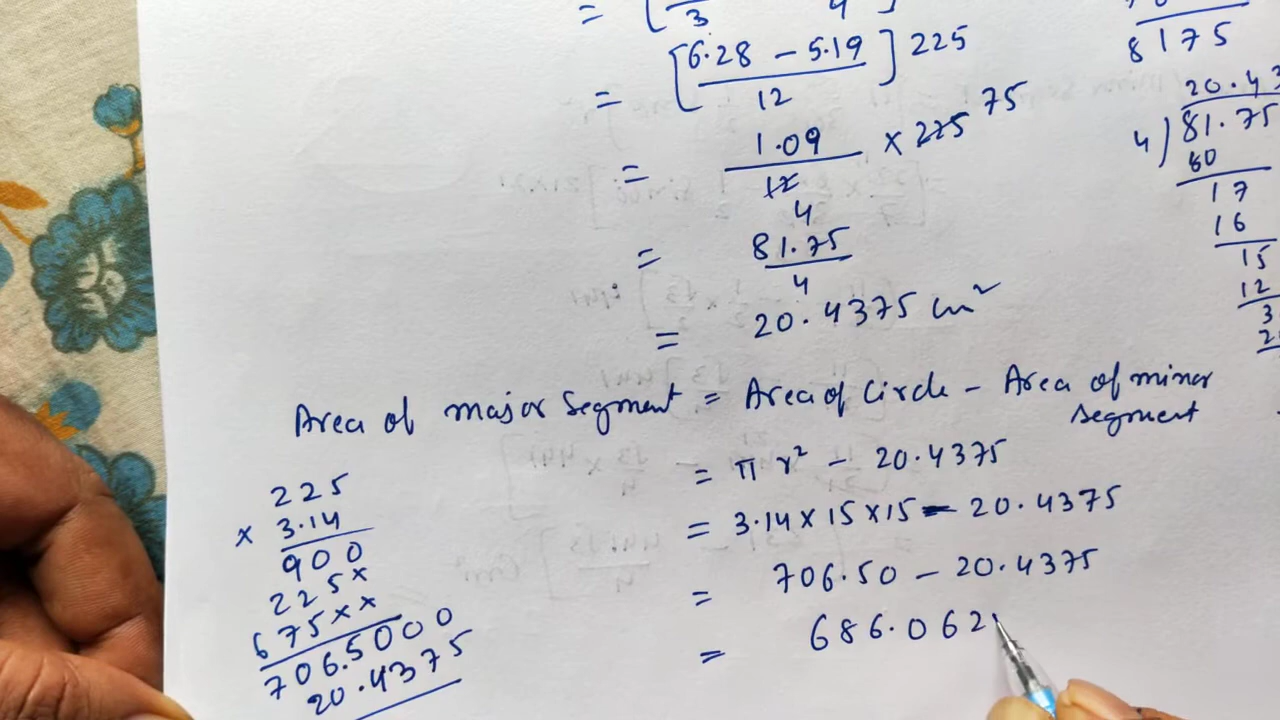 = [ 3 4 ]
= [ 6.28 - 5.19 / 12 ] 225
= 1.09 / 12 4 × 225 75
= 81.75 / 4
= 20.4375 cm²
Area of major Segment = Area of Circle - Area of minor segment
= π r² - 20.4375
= 3.14 × 15 × 15 - 20.4375
= 706.50 - 20.4375
= 686.062
225
× 3.14
900
225×
675××
706.5000
20.4375
8175
20.43
4 ) 81.75
80
17
16
15
12
3